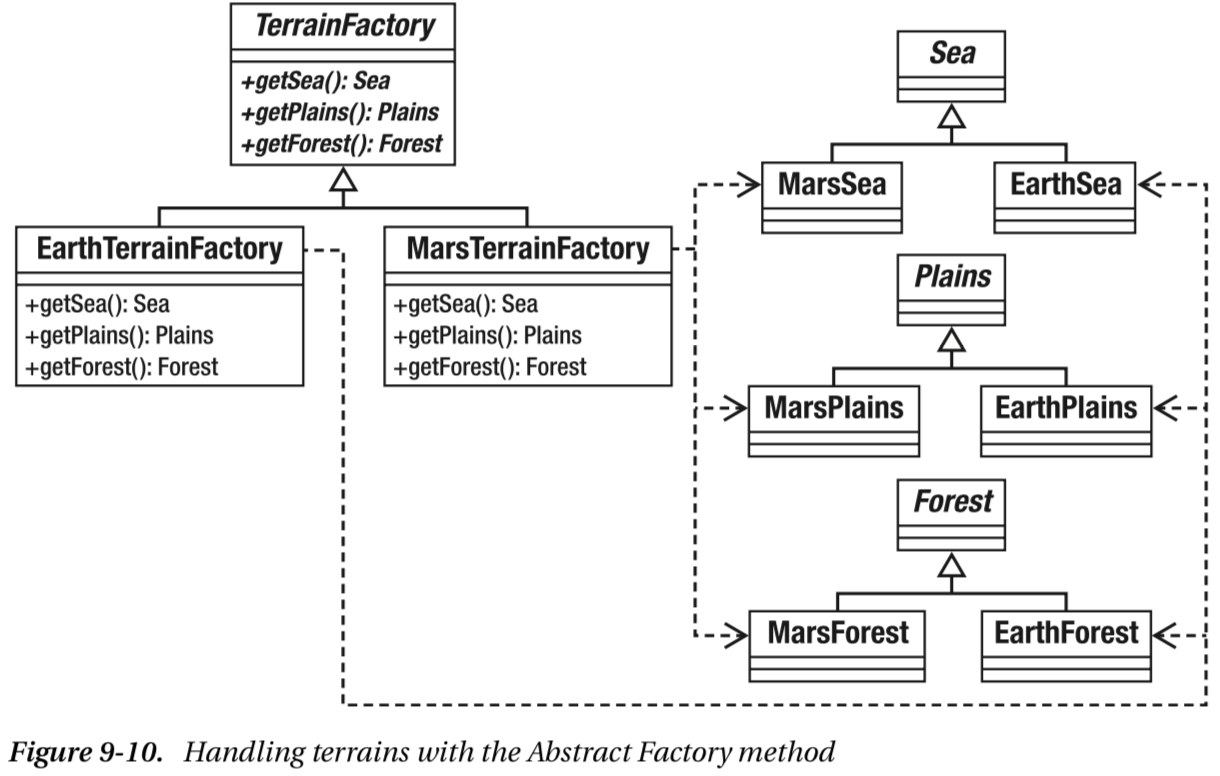 TerrainFactory
+getSea(): Sea
+getPlains(): Plains
+getForest(): Forest
EarthTerrainFactory
+getSea(): Sea
+getPlains(): Plains
+getForest(): Forest
MarsTerrainFactory
+getSea(): Sea
+getPlains(): Plains
+getForest(): Forest
Sea
MarsSea
EarthSea
Plains
MarsPlains
EarthPlains
Forest
MarsForest
EarthForest
Figure 9-10. Handling terrains with the Abstract Factory method